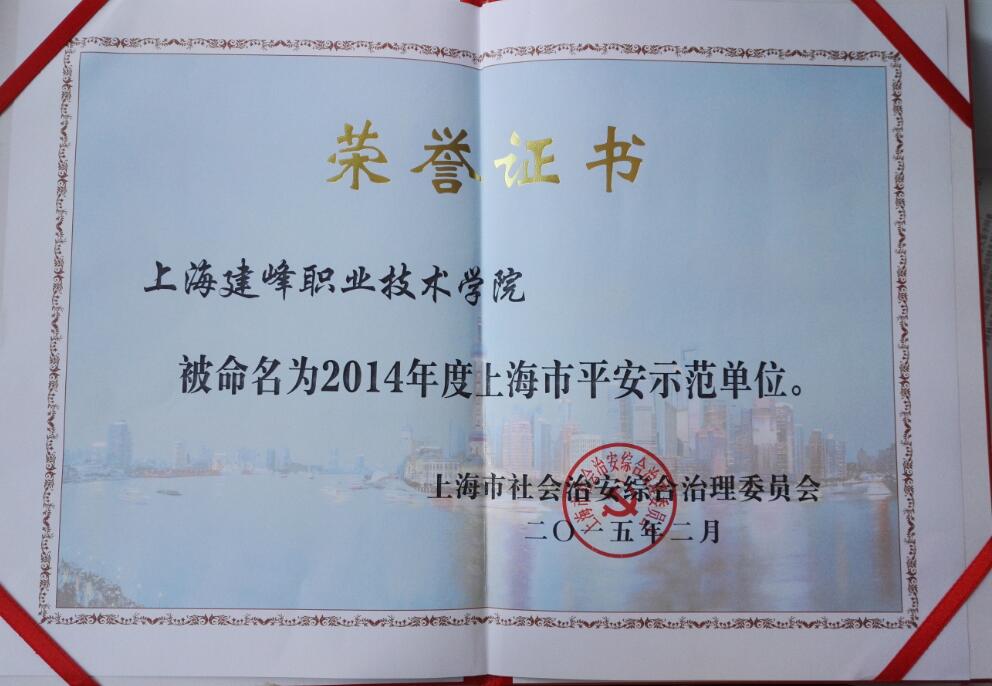 荣誉证书
上海建峰职业技术学院
被命名为2014年度上海市平安示范单位。
上海市社会治安综合治理委员会
二〇一五年二月